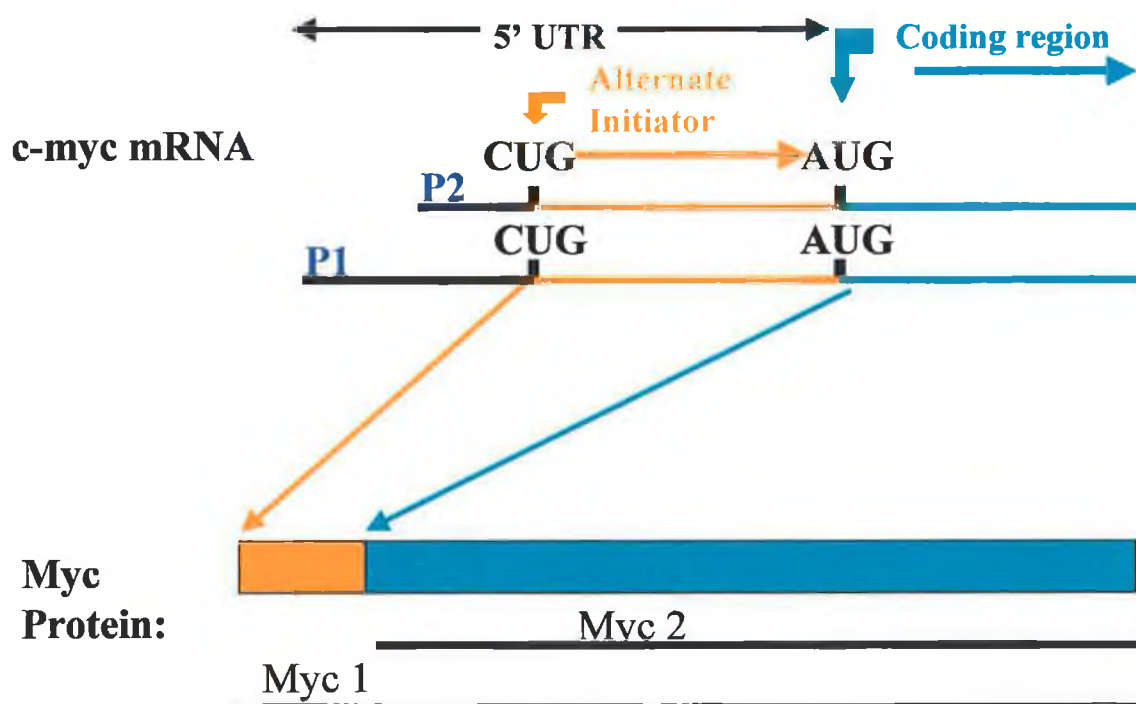 5' UTR
Coding region
Alternate
Initiator
c-myc mRNA
CUG
AUG
P2
CUG
AUG
P1
Myc
Protein:
Myc 2
Myc 1